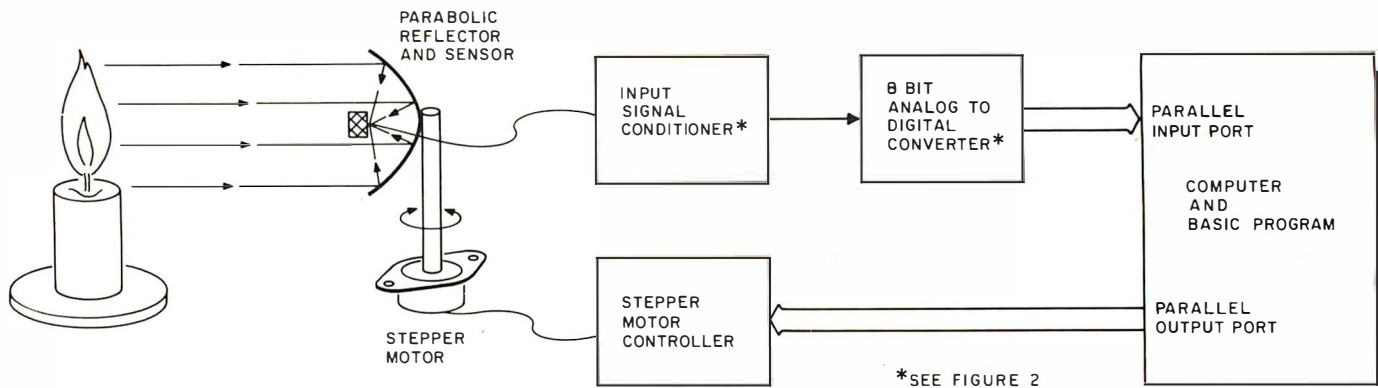 PARABOLIC
REFLECTOR
AND SENSOR
INPUT
SIGNAL
CONDITIONER*
8 BIT
ANALOG TO
DIGITAL
CONVERTER*
PARALLEL
INPUT PORT
COMPUTER
AND
BASIC PROGRAM
STEPPER
MOTOR
STEPPER
MOTOR
CONTROLLER
PARALLEL
OUTPUT PORT
*SEE FIGURE 2